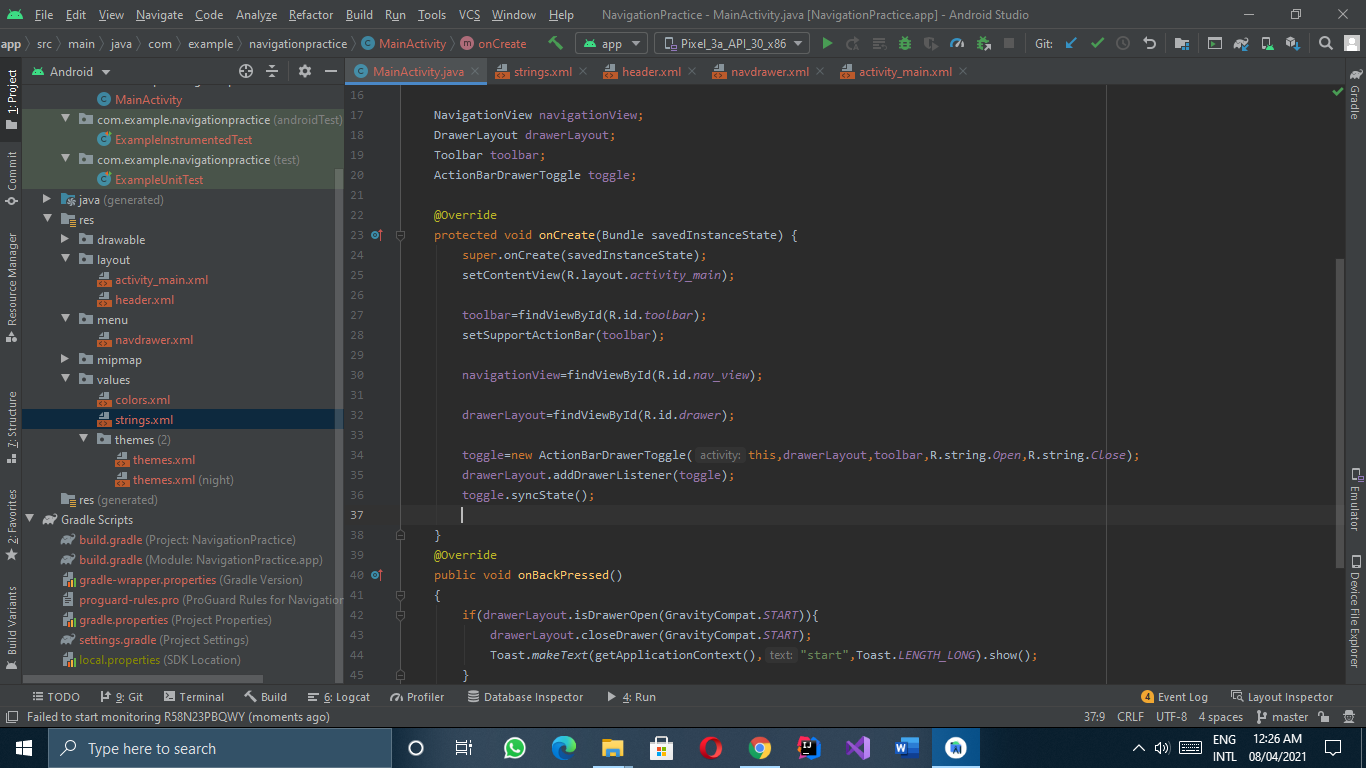 File Edit View Navigate Code Analyze Refactor Build Run Tools VCS Window Help NavigationPractice - MainActivity.java [NavigationPractice.app] - Android Studio
app src main java com example navigationpractice MainActivity onCreate app Pixel_3a_API_30_x86 Git:
1: Project
Commit
Resource Manager
7: Structure
2: Favorites
Build Variants
Android
MainActivity
com.example.navigationpractice (androidTest)
ExampleInstrumentedTest
com.example.navigationpractice (test)
ExampleUnitTest
java (generated)
res
drawable
layout
activity_main.xml
header.xml
menu
navdrawer.xml
mipmap
values
colors.xml
strings.xml
themes (2)
themes.xml
themes.xml (night)
res (generated)
Gradle Scripts
build.gradle (Project: NavigationPractice)
build.gradle (Module: NavigationPractice.app)
gradle-wrapper.properties (Gradle Version)
proguard-rules.pro (ProGuard Rules for Navigation
gradle.properties (Project Properties)
settings.gradle (Project Settings)
local.properties (SDK Location)
MainActivity.java strings.xml header.xml navdrawer.xml activity_main.xml
16
17 NavigationView navigationView;
18 DrawerLayout drawerLayout;
19 Toolbar toolbar;
20 ActionBarDrawerToggle toggle;
21
22 @Override
23 protected void onCreate(Bundle savedInstanceState) {
24 super.onCreate(savedInstanceState);
25 setContentView(R.layout.activity_main);
26
27 toolbar=findViewById(R.id.toolbar);
28 setSupportActionBar(toolbar);
29
30 navigationView=findViewById(R.id.nav_view);
31
32 drawerLayout=findViewById(R.id.drawer);
33
34 toggle=new ActionBarDrawerToggle( activity: this,drawerLayout,toolbar,R.string.Open,R.string.Close);
35 drawerLayout.addDrawerListener(toggle);
36 toggle.syncState();
37
38 }
39 @Override
40 public void onBackPressed()
41 {
42 if(drawerLayout.isDrawerOpen(GravityCompat.START)){
43 drawerLayout.closeDrawer(GravityCompat.START);
44 Toast.makeText(getApplicationContext(), text: "start",Toast.LENGTH_LONG).show();
45 }
Gradle
Emulator
Device File Explorer
TODO 9: Git Terminal Build 6: Logcat Profiler Database Inspector 4: Run 4 Event Log Layout Inspector
Failed to start monitoring R58N23PBQWY (moments ago) 37:9 CRLF UTF-8 4 spaces master
Type here to search
ENG 12:26 AM
INTL 08/04/2021